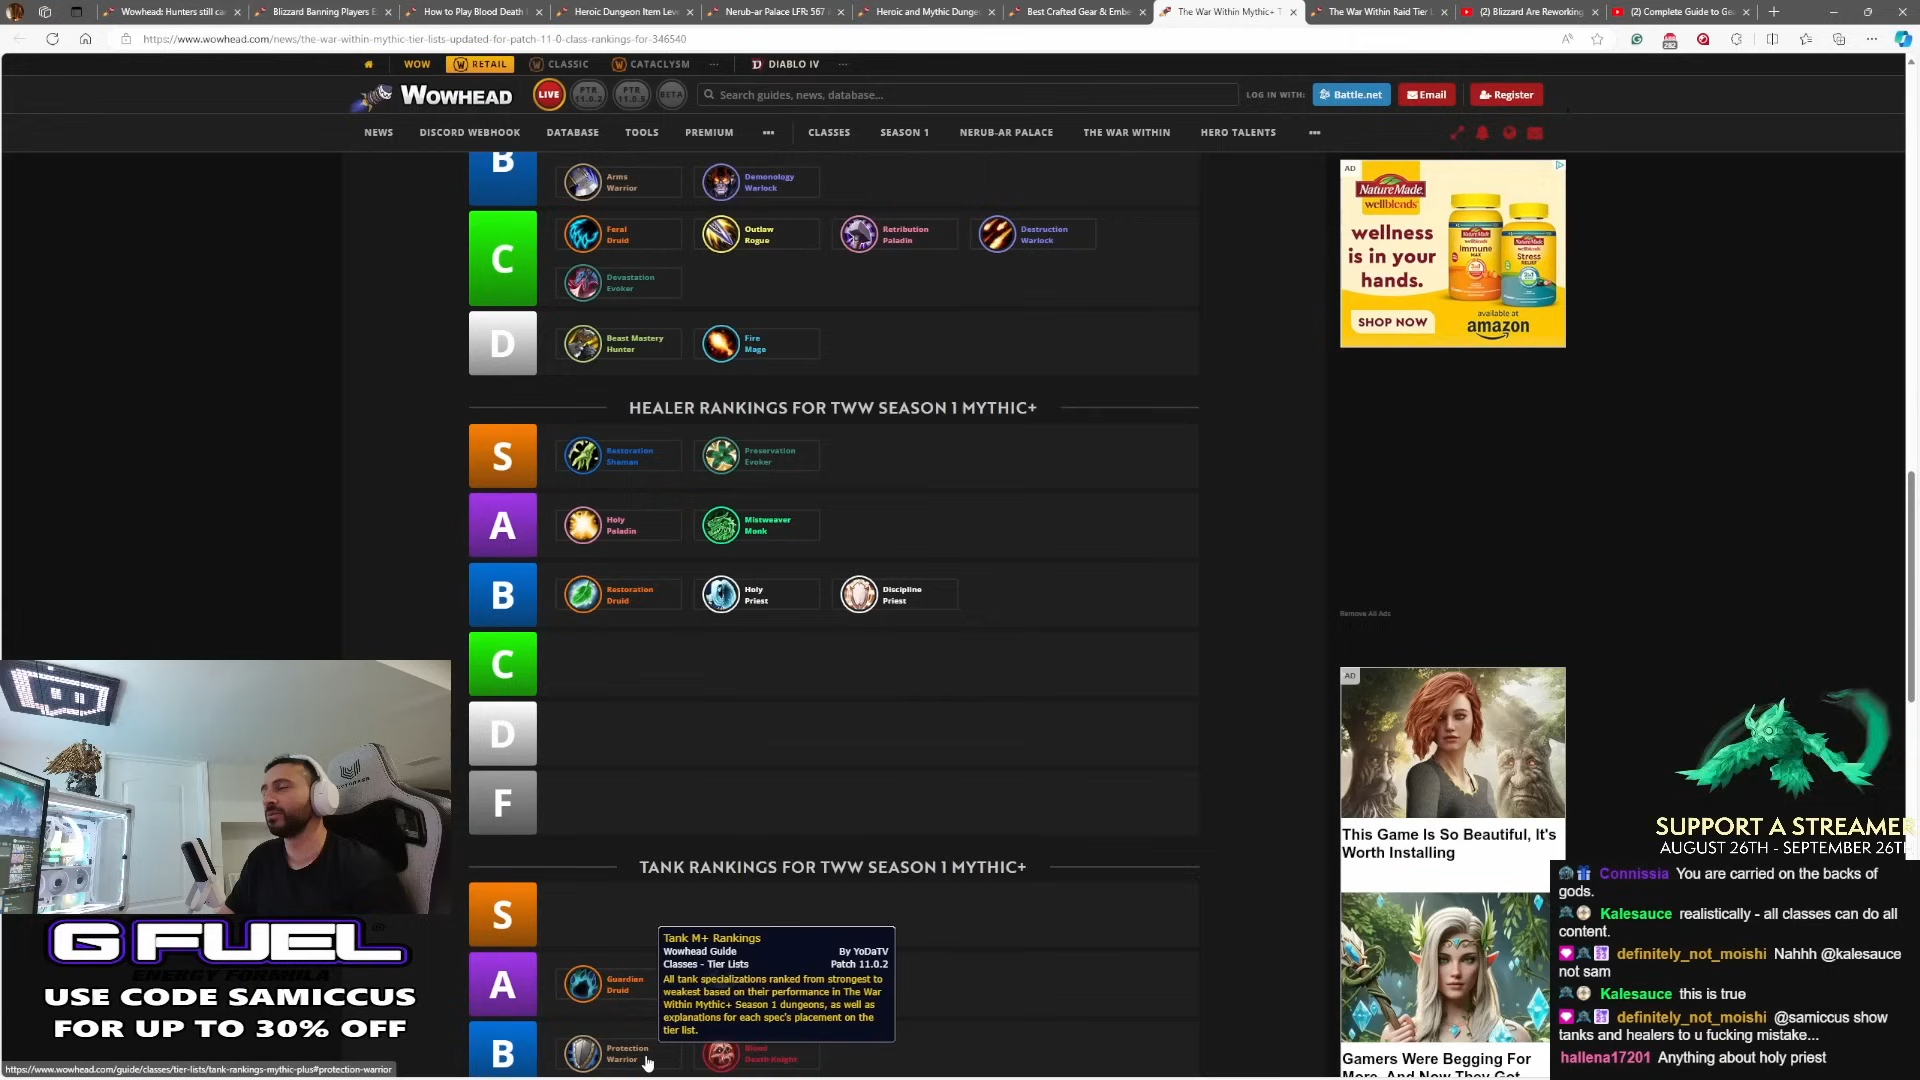 Wowhead: Hunters still ca
Blizzard Banning Players E
How to Play Blood Death
Heroic Dungeon Item Lev
Nerub-ar Palace LFR: 567 i
Heroic and Mythic Dunge
Best Crafted Gear & Embe
The War Within Mythic+ T
The War Within Raid Tier L
(2) Blizzard Are Reworking
(2) Complete Guide to Ge
https://www.wowhead.com/news/the-war-within-mythic-tier-lists-updated-for-patch-11-0-class-rankings-for-346540
WOW RETAIL CLASSIC CATACLYSM DIABLO IV
WOWHEAD
LIVE
PTR 11.0.2
PTR 11.0.5
BETA
Search guides, news, database...
LOG IN WITH: Battle.net Email Register
NEWS DISCORD WEBHOOK DATABASE TOOLS PREMIUM CLASSES SEASON 1 NERUB-AR PALACE THE WAR WITHIN HERO TALENTS
B
Arms Warrior
Demonology Warlock
C
Feral Druid
Outlaw Rogue
Retribution Paladin
Destruction Warlock
Devastation Evoker
D
Beast Mastery Hunter
Fire Mage
HEALER RANKINGS FOR TWW SEASON 1 MYTHIC+
S
Restoration Shaman
Preservation Evoker
A
Holy Paladin
Mistweaver Monk
B
Restoration Druid
Holy Priest
Discipline Priest
C
D
F
TANK RANKINGS FOR TWW SEASON 1 MYTHIC+
S
A
Guardian Druid
B
Protection Warrior
Blood Death Knight
Tank M+ Rankings
Wowhead Guide By YoDaTV
Classes - Tier Lists Patch 11.0.2
All tank specializations ranked from strongest to
weakest based on their performance in The War
Within Mythic+ Season 1 dungeons, as well as
explanations for each spec's placement on the
tier list.
https://www.wowhead.com/guide/classes/tier-lists/tank-rankings-mythic-plus#protection-warrior
AD
NatureMade
wellblends
wellness
is in your
hands.
SHOP NOW
available at
amazon
Remove All Ads
AD
This Game Is So Beautiful, It's
Worth Installing
Gamers Were Begging For
More, And Now They Got
SUPPORT A STREAMER
AUGUST 26TH - SEPTEMBER 26TH
Connissia You are carried on the backs of
gods.
Kalesauce realistically - all classes can do all
content.
definitely_not_moishi Nahhh @kalesauce
not sam
Kalesauce this is true
definitely_not_moishi @samiccus show
tanks and healers to u fucking mistake...
hallena17201 Anything about holy priest
G FUEL
ENERGY FORMULA
USE CODE SAMICCUS
FOR UP TO 30% OFF